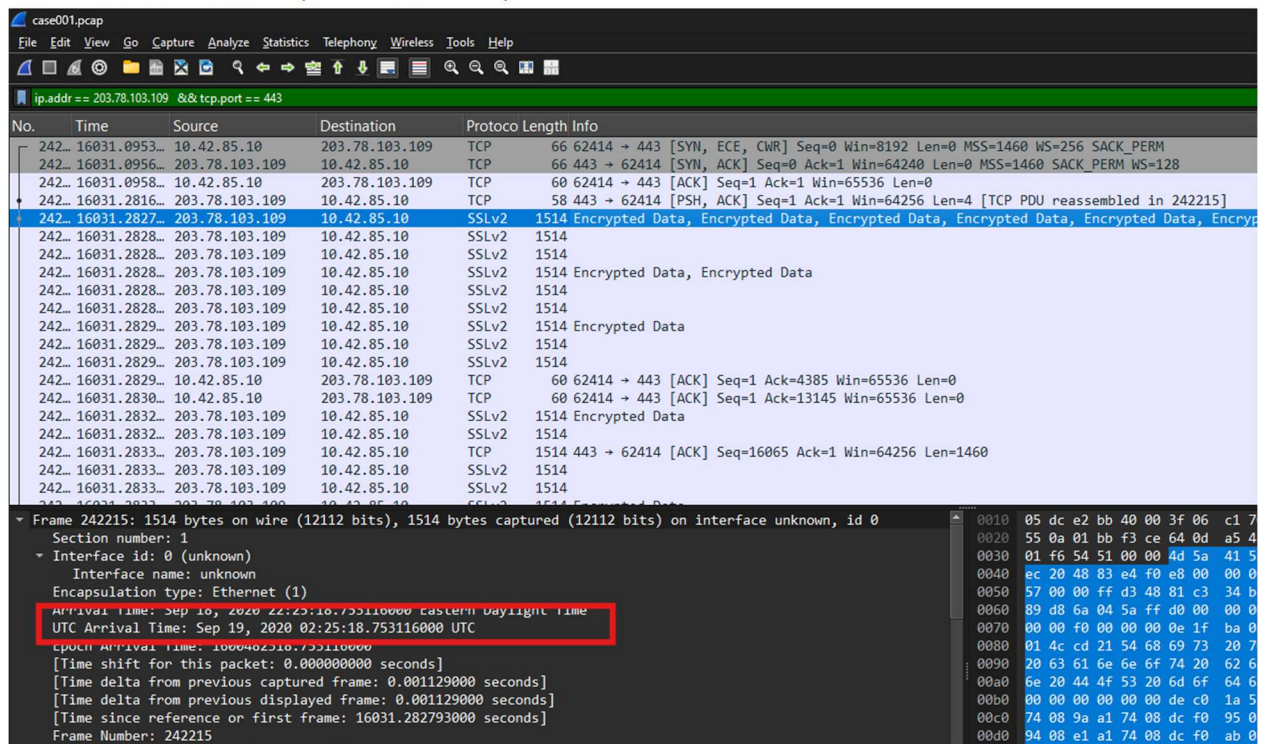 case001.pcap
File Edit View Go Capture Analyze Statistics Telephony Wireless Tools Help
ip.addr == 203.78.103.109 && tcp.port == 443
No. Time Source Destination Protoco Length Info
242… 16031.0953… 10.42.85.10 203.78.103.109 TCP 66 62414 → 443 [SYN, ECE, CWR] Seq=0 Win=8192 Len=0 MSS=1460 WS=256 SACK_PERM
242… 16031.0956… 203.78.103.109 10.42.85.10 TCP 66 443 → 62414 [SYN, ACK] Seq=0 Ack=1 Win=64240 Len=0 MSS=1460 SACK_PERM WS=128
242… 16031.0958… 10.42.85.10 203.78.103.109 TCP 60 62414 → 443 [ACK] Seq=1 Ack=1 Win=65536 Len=0
242… 16031.2816… 203.78.103.109 10.42.85.10 TCP 58 443 → 62414 [PSH, ACK] Seq=1 Ack=1 Win=64256 Len=4 [TCP PDU reassembled in 242215]
242… 16031.2827… 203.78.103.109 10.42.85.10 SSLv2 1514 Encrypted Data, Encrypted Data, Encrypted Data, Encrypted Data, Encrypted Data, Encryp
242… 16031.2828… 203.78.103.109 10.42.85.10 SSLv2 1514
242… 16031.2828… 203.78.103.109 10.42.85.10 SSLv2 1514
242… 16031.2828… 203.78.103.109 10.42.85.10 SSLv2 1514 Encrypted Data, Encrypted Data
242… 16031.2828… 203.78.103.109 10.42.85.10 SSLv2 1514
242… 16031.2828… 203.78.103.109 10.42.85.10 SSLv2 1514
242… 16031.2829… 203.78.103.109 10.42.85.10 SSLv2 1514 Encrypted Data
242… 16031.2829… 203.78.103.109 10.42.85.10 SSLv2 1514
242… 16031.2829… 203.78.103.109 10.42.85.10 SSLv2 1514
242… 16031.2829… 10.42.85.10 203.78.103.109 TCP 60 62414 → 443 [ACK] Seq=1 Ack=4385 Win=65536 Len=0
242… 16031.2830… 10.42.85.10 203.78.103.109 TCP 60 62414 → 443 [ACK] Seq=1 Ack=13145 Win=65536 Len=0
242… 16031.2832… 203.78.103.109 10.42.85.10 SSLv2 1514 Encrypted Data
242… 16031.2832… 203.78.103.109 10.42.85.10 SSLv2 1514
242… 16031.2833… 203.78.103.109 10.42.85.10 TCP 1514 443 → 62414 [ACK] Seq=16065 Ack=1 Win=64256 Len=1460
242… 16031.2833… 203.78.103.109 10.42.85.10 SSLv2 1514
242… 16031.2833… 203.78.103.109 10.42.85.10 SSLv2 1514
Frame 242215: 1514 bytes on wire (12112 bits), 1514 bytes captured (12112 bits) on interface unknown, id 0
Section number: 1
Interface id: 0 (unknown)
Interface name: unknown
Encapsulation type: Ethernet (1)
Arrival Time: Sep 18, 2020 22:25:18.753116000 Eastern Daylight Time
UTC Arrival Time: Sep 19, 2020 02:25:18.753116000 UTC
Epoch Arrival Time: 1600482318.753116000
[Time shift for this packet: 0.000000000 seconds]
[Time delta from previous captured frame: 0.001129000 seconds]
[Time delta from previous displayed frame: 0.001129000 seconds]
[Time since reference or first frame: 16031.282793000 seconds]
Frame Number: 242215
0010 05 dc e2 bb 40 00 3f 06 c1 7
0020 55 0a 01 bb f3 ce 64 0d a5 4
0030 01 f6 54 51 00 00 4d 5a 41 5
0040 ec 20 48 83 e4 f0 e8 00 00 0
0050 57 00 00 ff d3 48 81 c3 34 b
0060 89 d8 6a 04 5a ff d0 00 00 0
0070 00 00 f0 00 00 00 0e 1f ba 0
0080 01 4c cd 21 54 68 69 73 20 7
0090 20 63 61 6e 6e 6f 74 20 62 6
00a0 6e 20 44 4f 53 20 6d 6f 64 6
00b0 00 00 00 00 00 00 de c0 1a 5
00c0 74 08 9a a1 74 08 dc f0 95 0
00d0 94 08 e1 a1 74 08 dc f0 ab 0